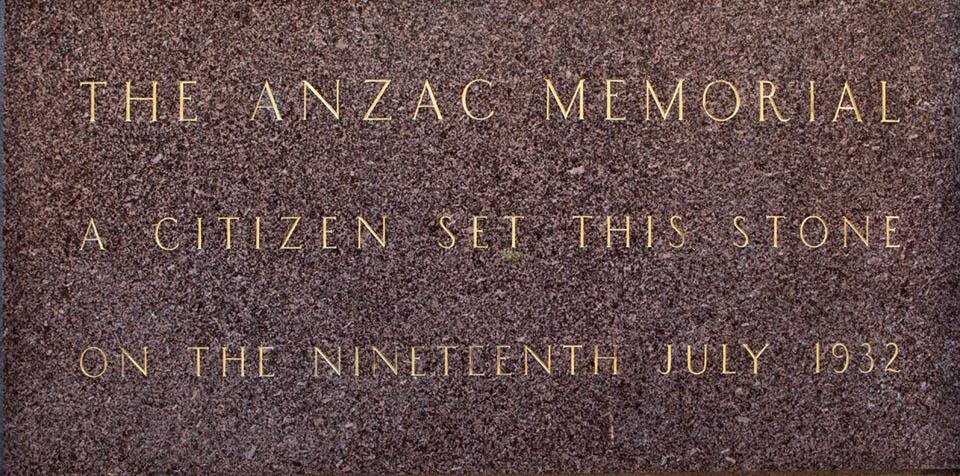 THE ANZAC MEMORIAL
A CITIZEN SET THIS STONE
ON THE NINETEENTH JULY 1932